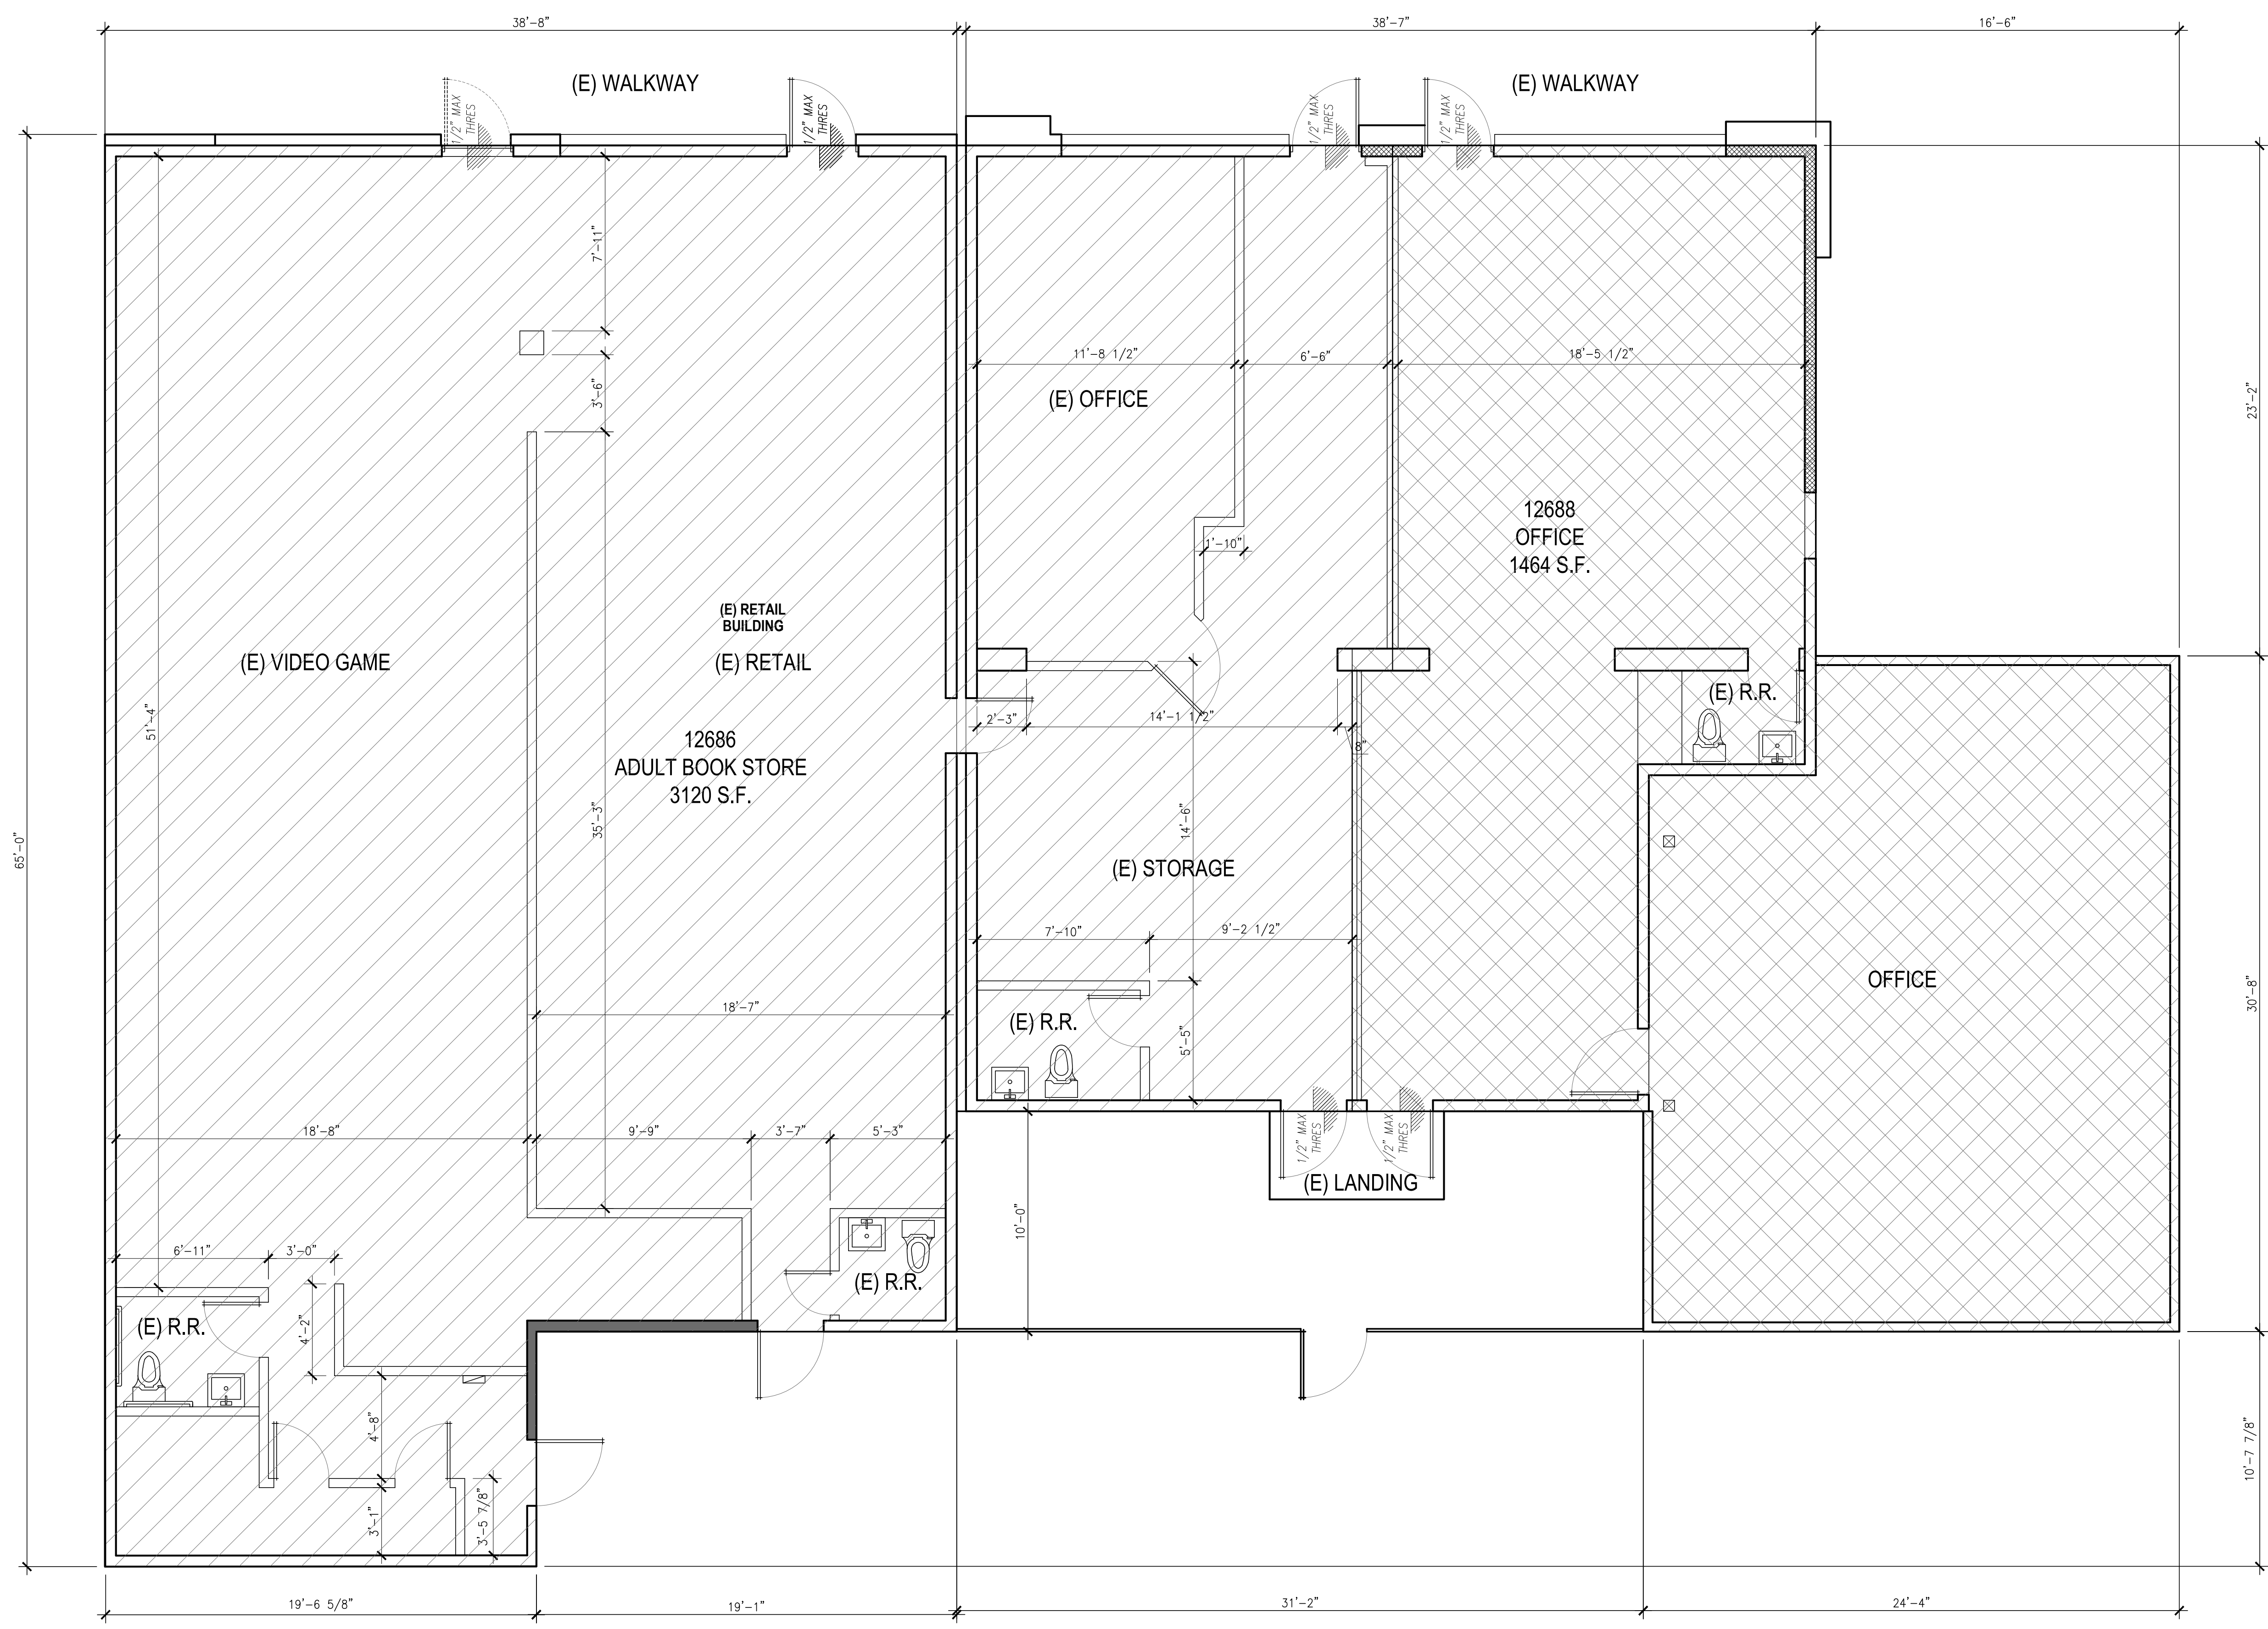 38'-8"
38'-7"
16'-6"
(E) WALKWAY
(E) WALKWAY
1/2" MAX
THRES
1/2" MAX
THRES
1/2" MAX
THRES
1/2" MAX
THRES
7'-11"
3'-6"
11'-8 1/2"
6'-6"
18'-5 1/2"
(E) OFFICE
23'-2"
12688
OFFICE
1464 S.F.
1'-10"
(E) RETAIL
BUILDING
(E) VIDEO GAME
(E) RETAIL
51'-4"
(E) R.R.
2'-3"
14'-1 1/2"
8"
12686
ADULT BOOK STORE
3120 S.F.
35'-3"
14'-6"
65'-0"
(E) STORAGE
7'-10"
9'-2 1/2"
OFFICE
30'-8"
18'-7"
(E) R.R.
5'-5"
18'-8"
9'-9"
3'-7"
5'-3"
1/2" MAX
THRES
1/2" MAX
THRES
(E) LANDING
10'-0"
6'-11"
3'-0"
(E) R.R.
(E) R.R.
4'-2"
4'-8"
3'-1"
3'-5 7/8"
10'-7 7/8"
19'-6 5/8"
19'-1"
31'-2"
24'-4"